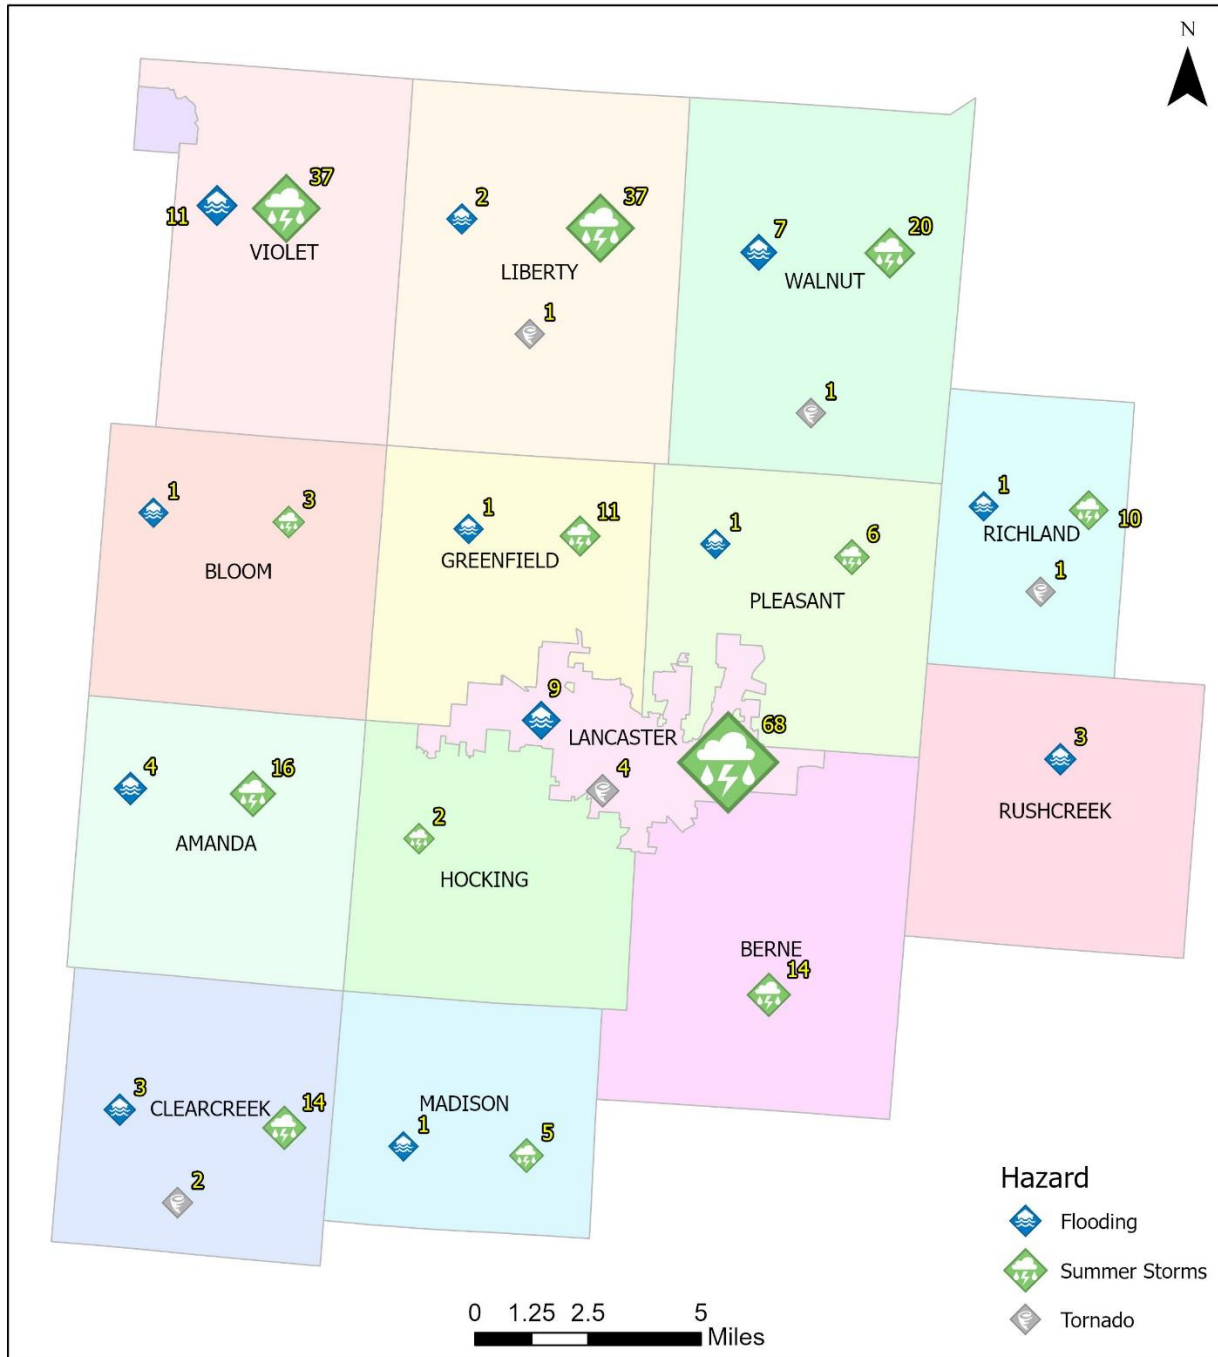 N
37
11
VIOLET
2
37
LIBERTY
1
7
20
WALNUT
1
1
3
BLOOM
1
11
GREENFIELD
1
6
PLEASANT
1
10
RICHLAND
1
9
LANCASTER
68
4
3
RUSHCREEK
4
16
AMANDA
2
HOCKING
BERNE
14
3
CLEARCREEK
14
2
MADISON
1
5
Hazard
Flooding
Summer Storms
Tornado
0 1.25 2.5 5
Miles